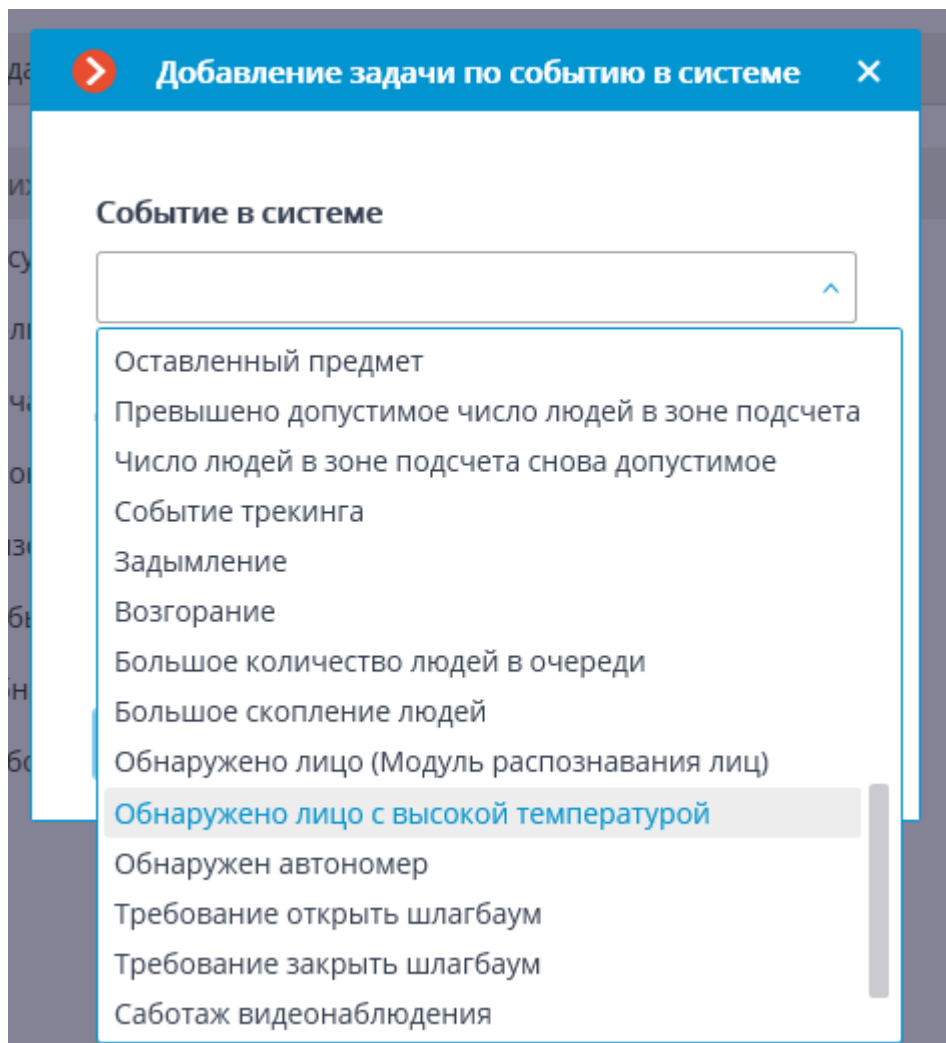 Добавление задачи по событию в системе
Событие в системе
Оставленный предмет
Превышено допустимое число людей в зоне подсчета
Число людей в зоне подсчета снова допустимое
Событие трекинга
Задымление
Возгорание
Большое количество людей в очереди
Большое скопление людей
Обнаружено лицо (Модуль распознавания лиц)
Обнаружено лицо с высокой температурой
Обнаружен автономер
Требование открыть шлагбаум
Требование закрыть шлагбаум
Саботаж видеонаблюдения